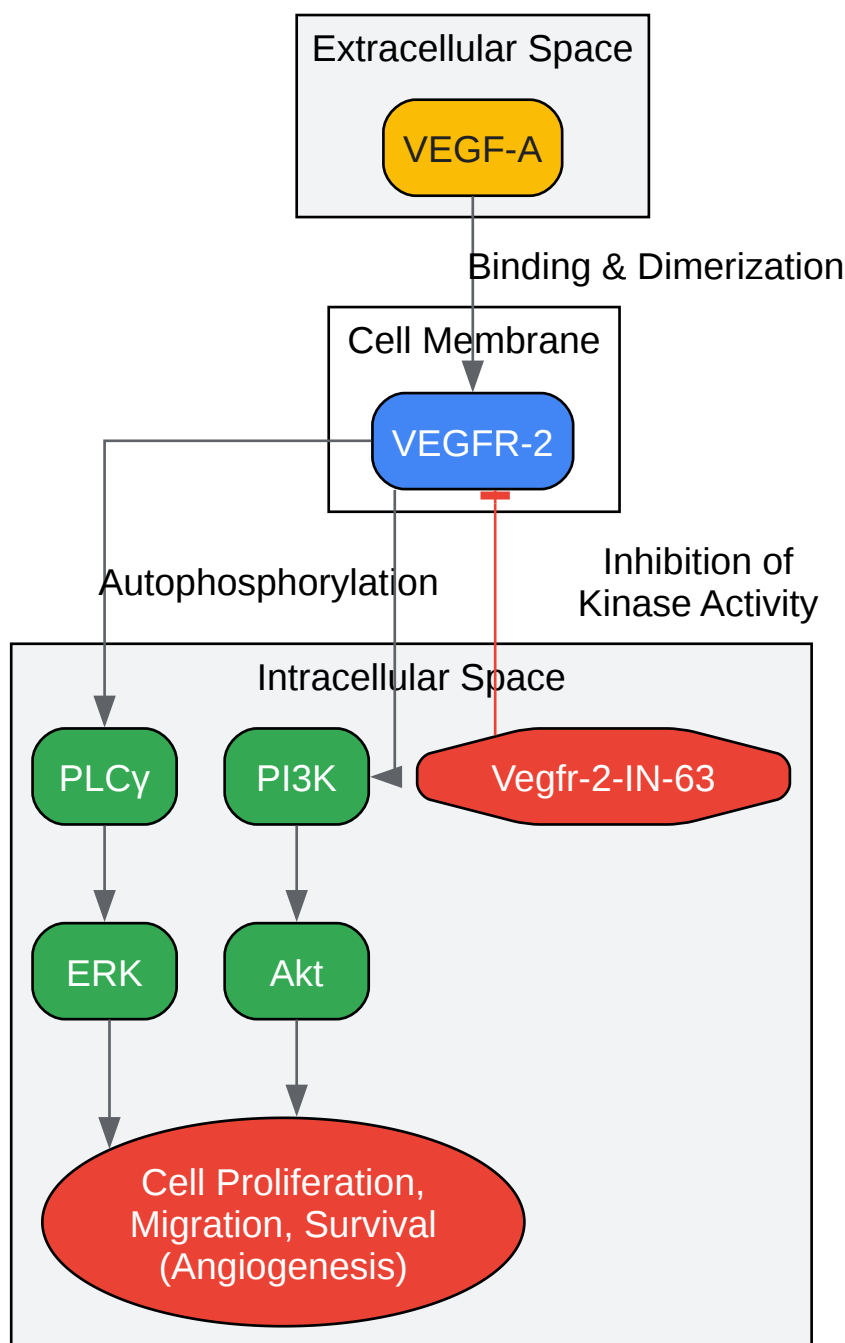 Extracellular Space
VEGF-A
Binding & Dimerization
Cell Membrane
VEGFR-2
Inhibition of
Kinase Activity
Autophosphorylation
Intracellular Space
PLCγ
PI3K
Vegfr-2-IN-63
ERK
Akt
Cell Proliferation,
Migration, Survival
(Angiogenesis)